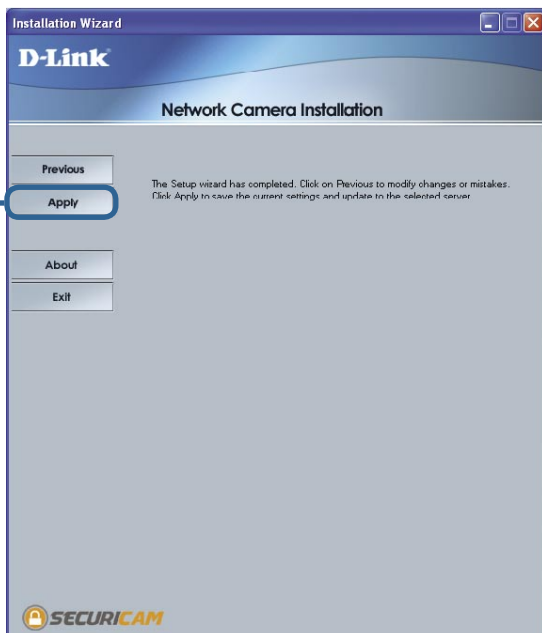 Installation Wizard
D-Link
Network Camera Installation
Previous
The Setup wizard has completed. Click on Previous to modify changes or mistakes.
Click Apply to save the current settings and update to the selected server
Apply
About
Exit
SECURICAM